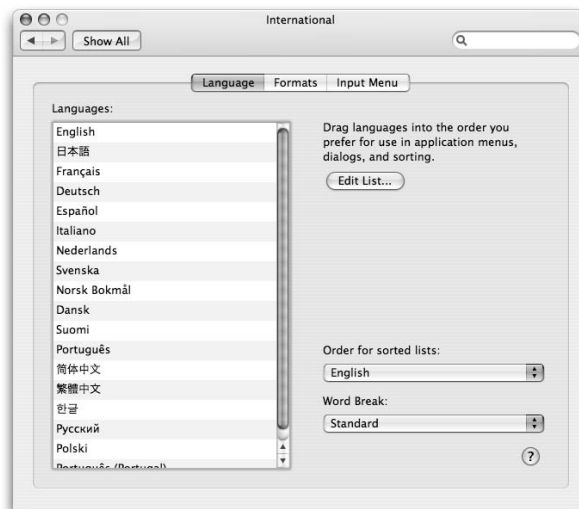 International
Show All
Language Formats Input Menu
Languages:
English
日本語
Français
Deutsch
Español
Italiano
Nederlands
Svenska
Norsk Bokmål
Dansk
Suomi
Português
简体中文
繁體中文
한글
Русский
Polski
Português (Portugal)
Drag languages into the order you
prefer for use in application menus,
dialogs, and sorting.
Edit List...
Order for sorted lists:
English
Word Break:
Standard
?